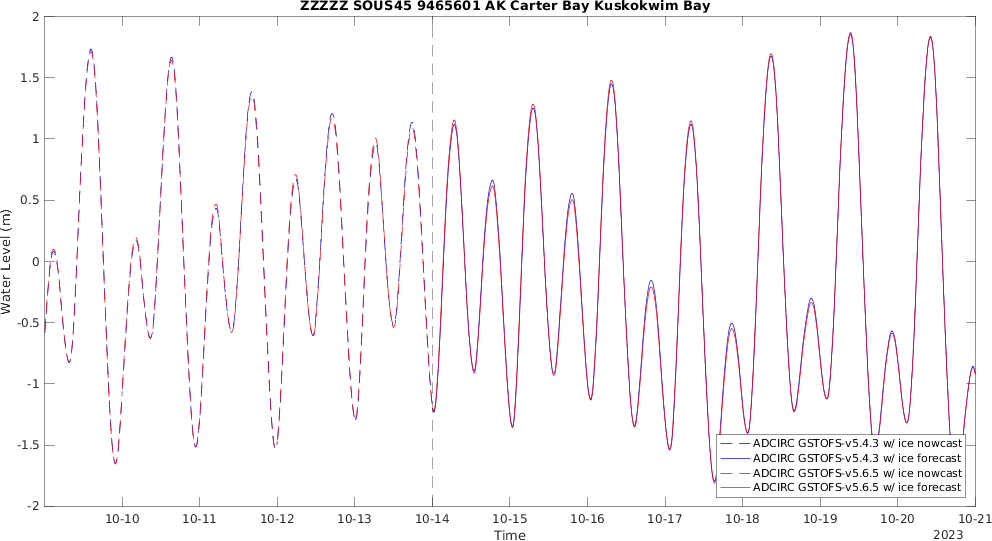 ZZZZZ SOUS45 9465601 AK Carter Bay Kuskokwim Bay
2
1.5
1
0.5
0
-0.5
-1
-1.5
-2
Water Level (m)
10-10 10-11 10-12 10-13 10-14 10-15 10-16 10-17 10-18 10-19 10-20 10-21
Time
2023
ADCIRC GSTOFS-v5.4.3 w/ ice nowcast
ADCIRC GSTOFS-v5.4.3 w/ ice forecast
ADCIRC GSTOFS-v5.6.5 w/ ice nowcast
ADCIRC GSTOFS-v5.6.5 w/ ice forecast